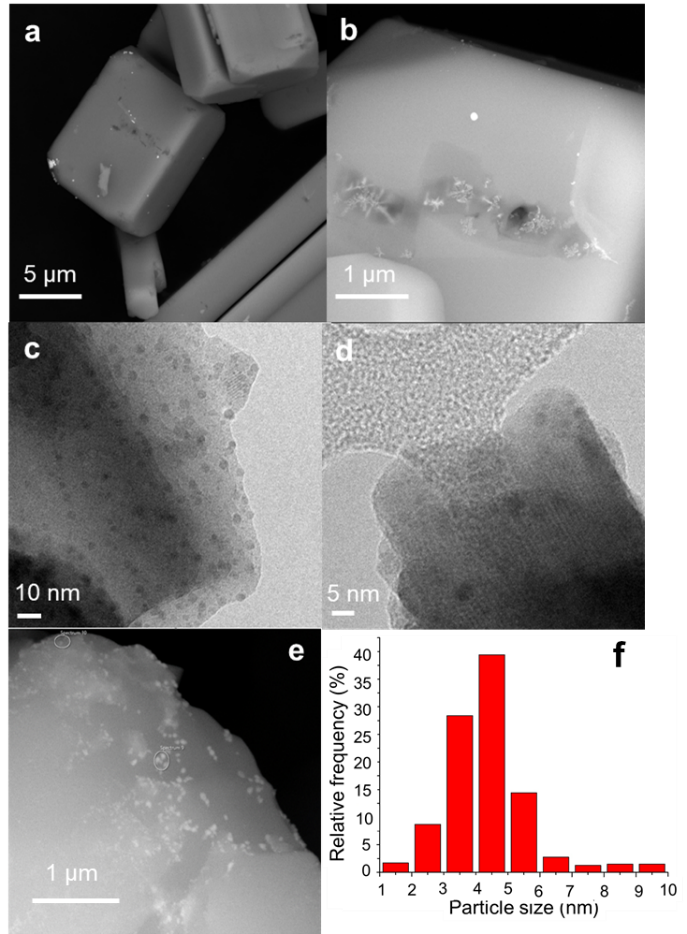 a
b
5 µm
1 µm
c
d
10 nm
5 nm
e
f
1 µm
Relative frequency (%)
40
35
30
25
20
15
10
5
0
1 2 3 4 5 6 7 8 9 10
Particle size (nm)